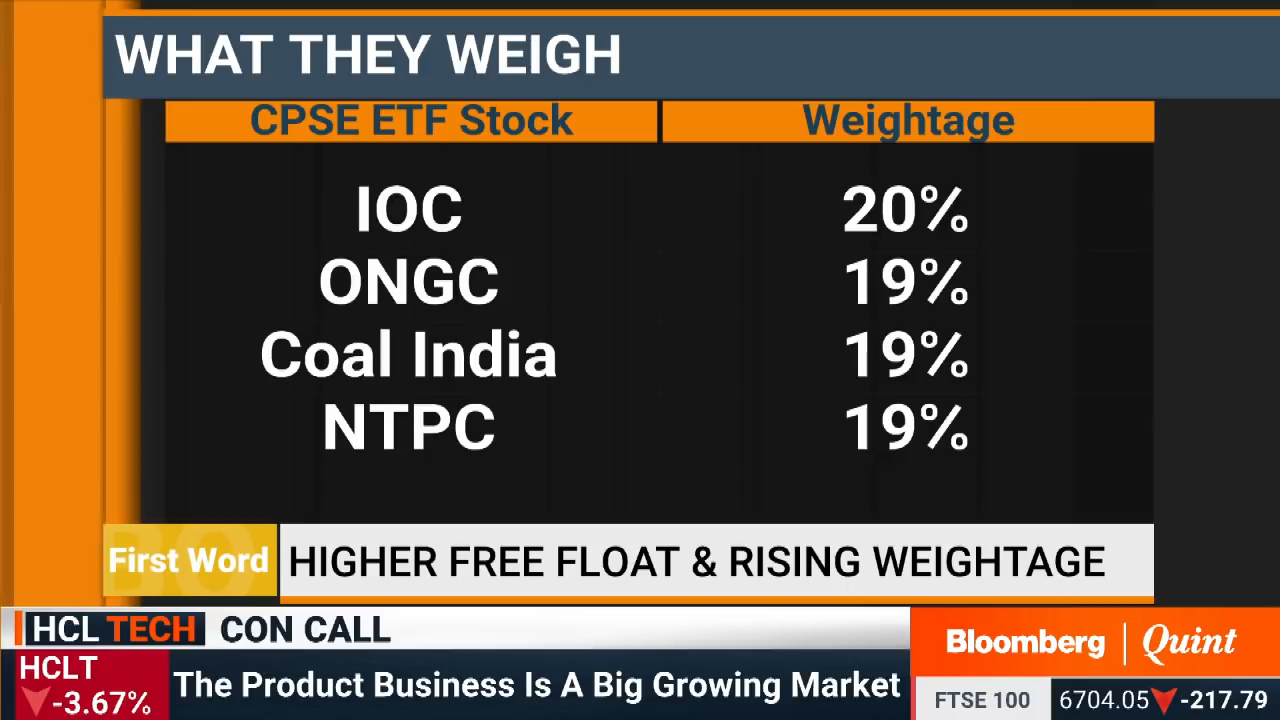 WHAT THEY WEIGH
CPSE ETF Stock Weightage
IOC 20%
ONGC 19%
Coal India 19%
NTPC 19%
First Word HIGHER FREE FLOAT & RISING WEIGHTAGE
HCL TECH CON CALL
HCLT -3.67%
The Product Business Is A Big Growing Market
Bloomberg | Quint
FTSE 100 6704.05 -217.79